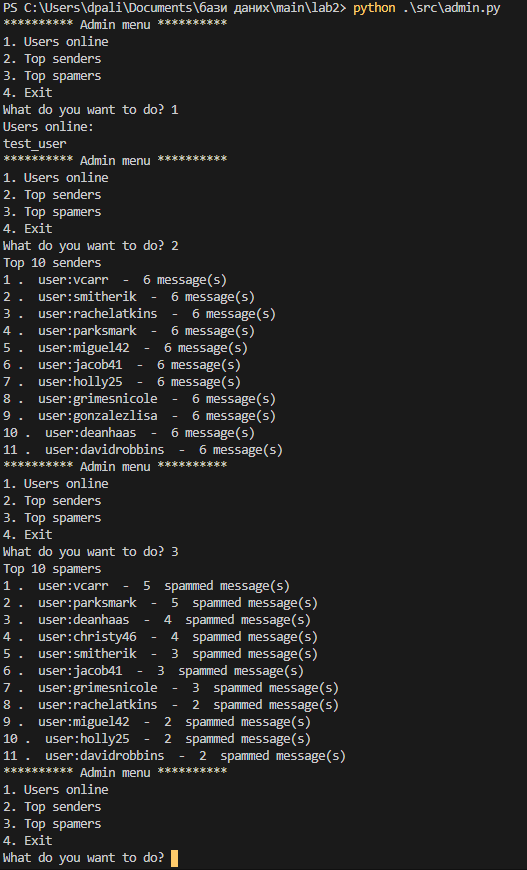 PS C:\Users\dpali\Documents\бази даних\main\lab2> python .\src\admin.py
********** Admin menu **********
1. Users online
2. Top senders
3. Top spamers
4. Exit
What do you want to do? 1
Users online:
test_user
********** Admin menu **********
1. Users online
2. Top senders
3. Top spamers
4. Exit
What do you want to do? 2
Top 10 senders
1 .  user:vcarr  -  6 message(s)
2 .  user:smitherik  -  6 message(s)
3 .  user:rachelatkins  -  6 message(s)
4 .  user:parksmark  -  6 message(s)
5 .  user:miguel42  -  6 message(s)
6 .  user:jacob41  -  6 message(s)
7 .  user:holly25  -  6 message(s)
8 .  user:grimesnicole  -  6 message(s)
9 .  user:gonzalezlisa  -  6 message(s)
10 .  user:deanhaas  -  6 message(s)
11 .  user:davidrobbins  -  6 message(s)
********** Admin menu **********
1. Users online
2. Top senders
3. Top spamers
4. Exit
What do you want to do? 3
Top 10 spamers
1 .  user:vcarr  -  5  spammed message(s)
2 .  user:parksmark  -  5  spammed message(s)
3 .  user:deanhaas  -  4  spammed message(s)
4 .  user:christy46  -  4  spammed message(s)
5 .  user:smitherik  -  3  spammed message(s)
6 .  user:jacob41  -  3  spammed message(s)
7 .  user:grimesnicole  -  3  spammed message(s)
8 .  user:rachelatkins  -  2  spammed message(s)
9 .  user:miguel42  -  2  spammed message(s)
10 .  user:holly25  -  2  spammed message(s)
11 .  user:davidrobbins  -  2  spammed message(s)
********** Admin menu **********
1. Users online
2. Top senders
3. Top spamers
4. Exit
What do you want to do?